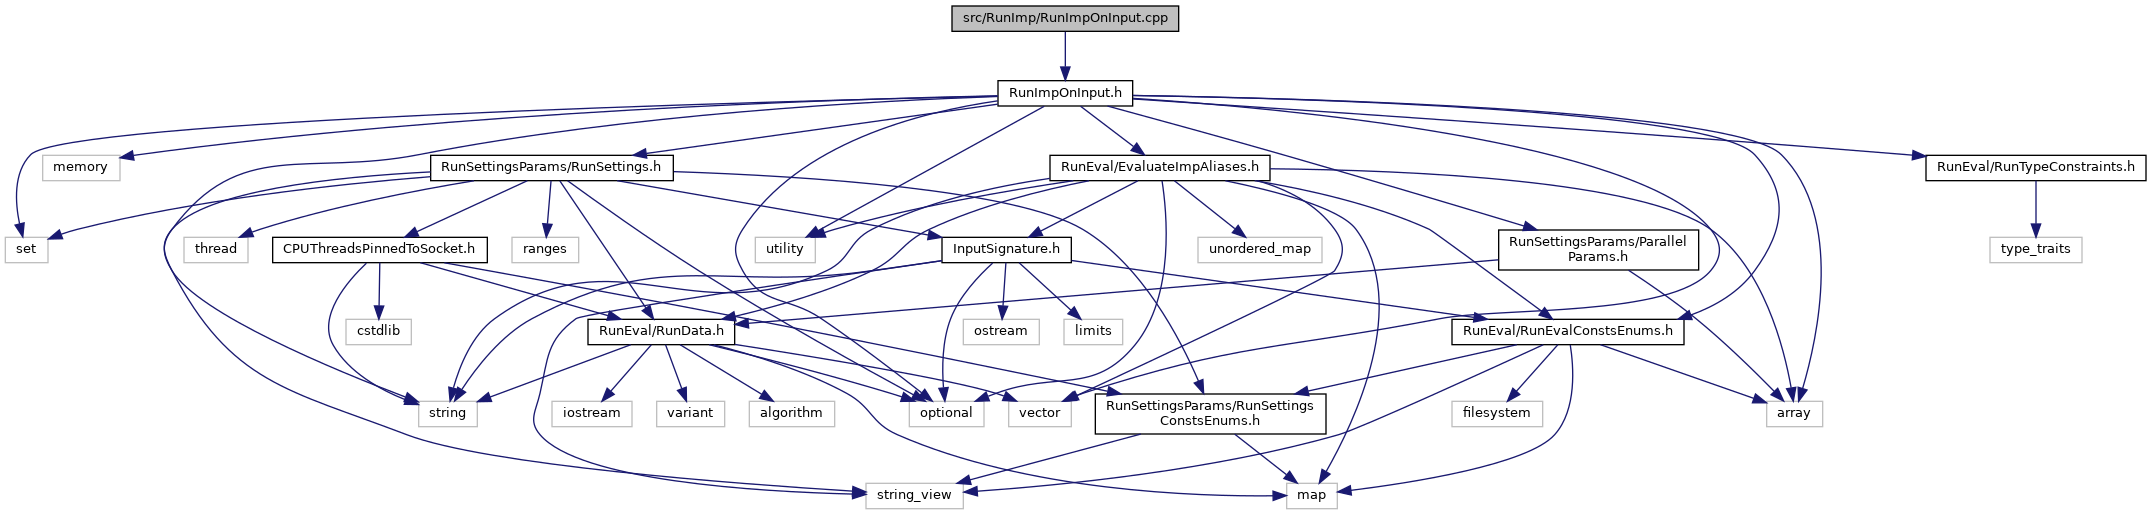 src/RunImp/RunImpOnInput.cpp
RunImpOnInput.h
memory
RunSettingsParams/RunSettings.h
RunEval/EvaluateImpAliases.h
RunEval/RunTypeConstraints.h
set
thread
CPUThreadsPinnedToSocket.h
ranges
utility
InputSignature.h
unordered_map
RunSettingsParams/Parallel
Params.h
type_traits
cstdlib
RunEval/RunData.h
ostream
limits
RunEval/RunEvalConstsEnums.h
string
iostream
variant
algorithm
optional
vector
RunSettingsParams/RunSettings
ConstsEnums.h
filesystem
array
string_view
map